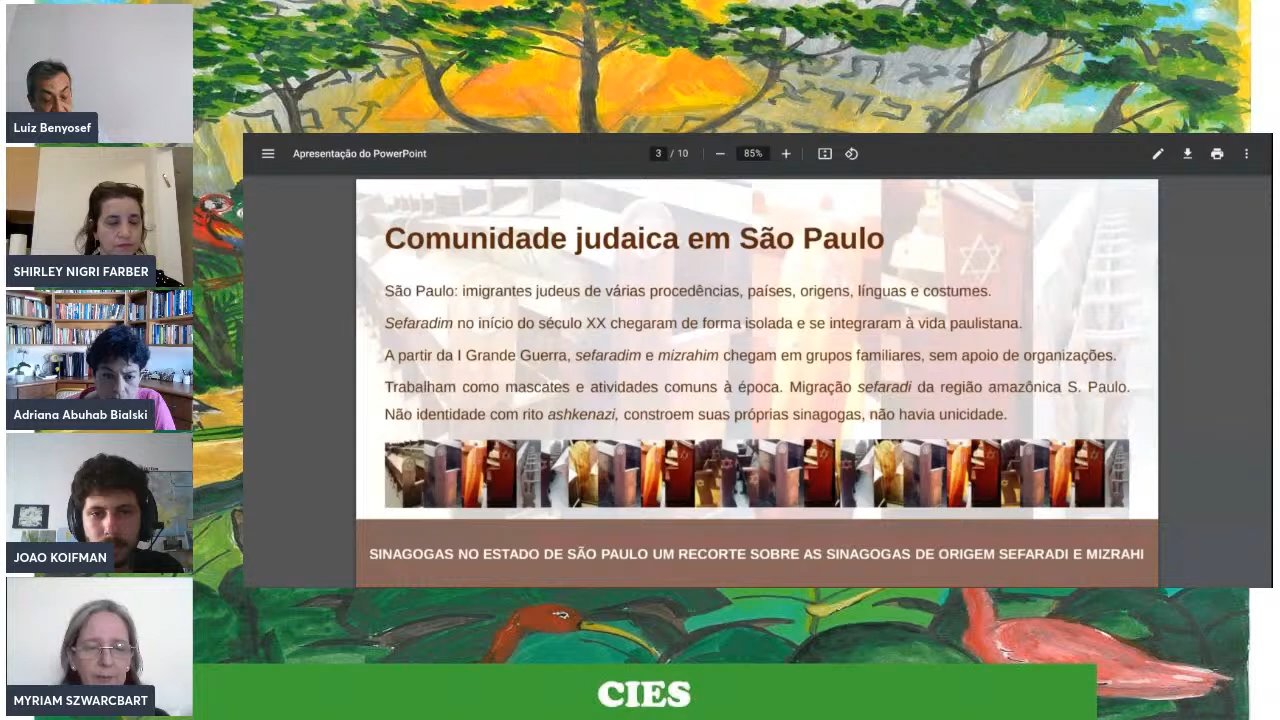 Luiz Benyosef
SHIRLEY NIGRI FARBER
Adriana Abuhab Bialski
JOAO KOIFMAN
MYRIAM SZWARCBART
Apresentação do PowerPoint
3 / 10
85%
Comunidade judaica em São Paulo
São Paulo: imigrantes judeus de várias procedências, países, origens, línguas e costumes.
Sefaradim no início do século XX chegaram de forma isolada e se integraram à vida paulistana.
A partir da I Grande Guerra, sefaradim e mizrahim chegam em grupos familiares, sem apoio de organizações.
Trabalham como mascates e atividades comuns à época. Migração sefaradi da região amazônica S. Paulo.
Não identidade com rito ashkenazi, constroem suas próprias sinagogas, não havia unicidade.
SINAGOGAS NO ESTADO DE SÃO PAULO UM RECORTE SOBRE AS SINAGOGAS DE ORIGEM SEFARADI E MIZRAHI
CIES